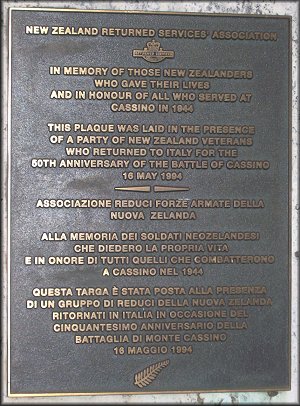 NEW ZEALAND RETURNED SERVICES' ASSOCIATION
IN MEMORY OF THOSE NEW ZEALANDERS
WHO GAVE THEIR LIVES
AND IN HONOUR OF ALL WHO SERVED AT
CASSINO IN 1944
THIS PLAQUE WAS LAID IN THE PRESENCE
OF A PARTY OF NEW ZEALAND VETERANS
WHO RETURNED TO ITALY FOR THE
50TH ANNIVERSARY OF THE BATTLE OF CASSINO
16 MAY 1994
ASSOCIAZIONE REDUCI FORZE ARMATE DELLA
NUOVA ZELANDA
ALLA MEMORIA DEI SOLDATI NEOZELANDESI
CHE DIEDERO LA PROPRIA VITA
E IN ONORE DI TUTTI QUELLI CHE COMBATTERONO
A CASSINO NEL 1944
QUESTA TARGA È STATA POSTA ALLA PRESENZA
DI UN GRUPPO DI REDUCI DELLA NUOVA ZELANDA
RITORNATI IN ITALIA IN OCCASIONE DEL
CINQUANTESIMO ANNIVERSARIO DELLA
BATTAGLIA DI MONTE CASSINO
16 MAGGIO 1994